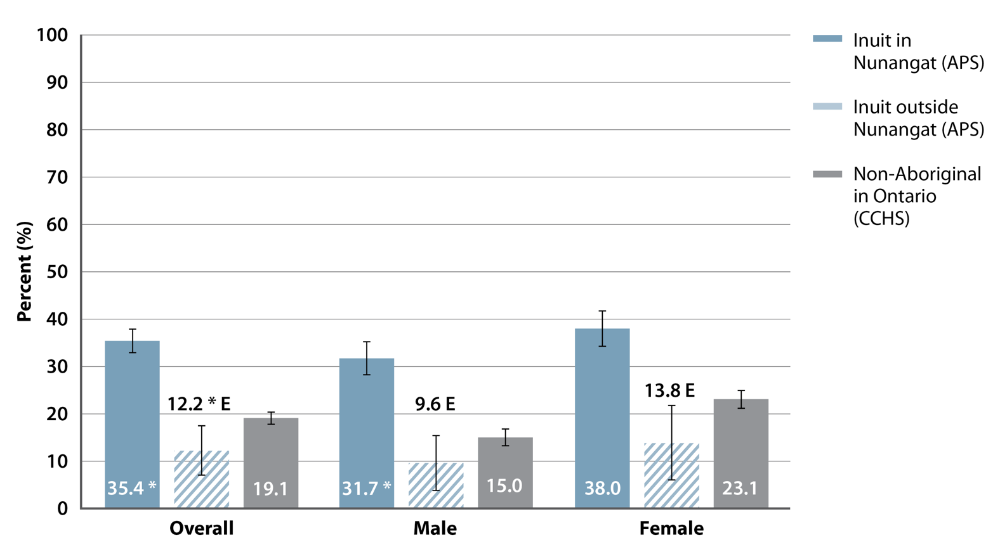 Percent (%)
100
90
80
70
60
50
40
30
20
10
0
35.4 *
12.2 * E
19.1
31.7 *
9.6 E
15.0
38.0
13.8 E
23.1
Overall
Male
Female
Inuit in
Nunangat (APS)
Inuit outside
Nunangat (APS)
Non-Aboriginal
in Ontario
(CCHS)